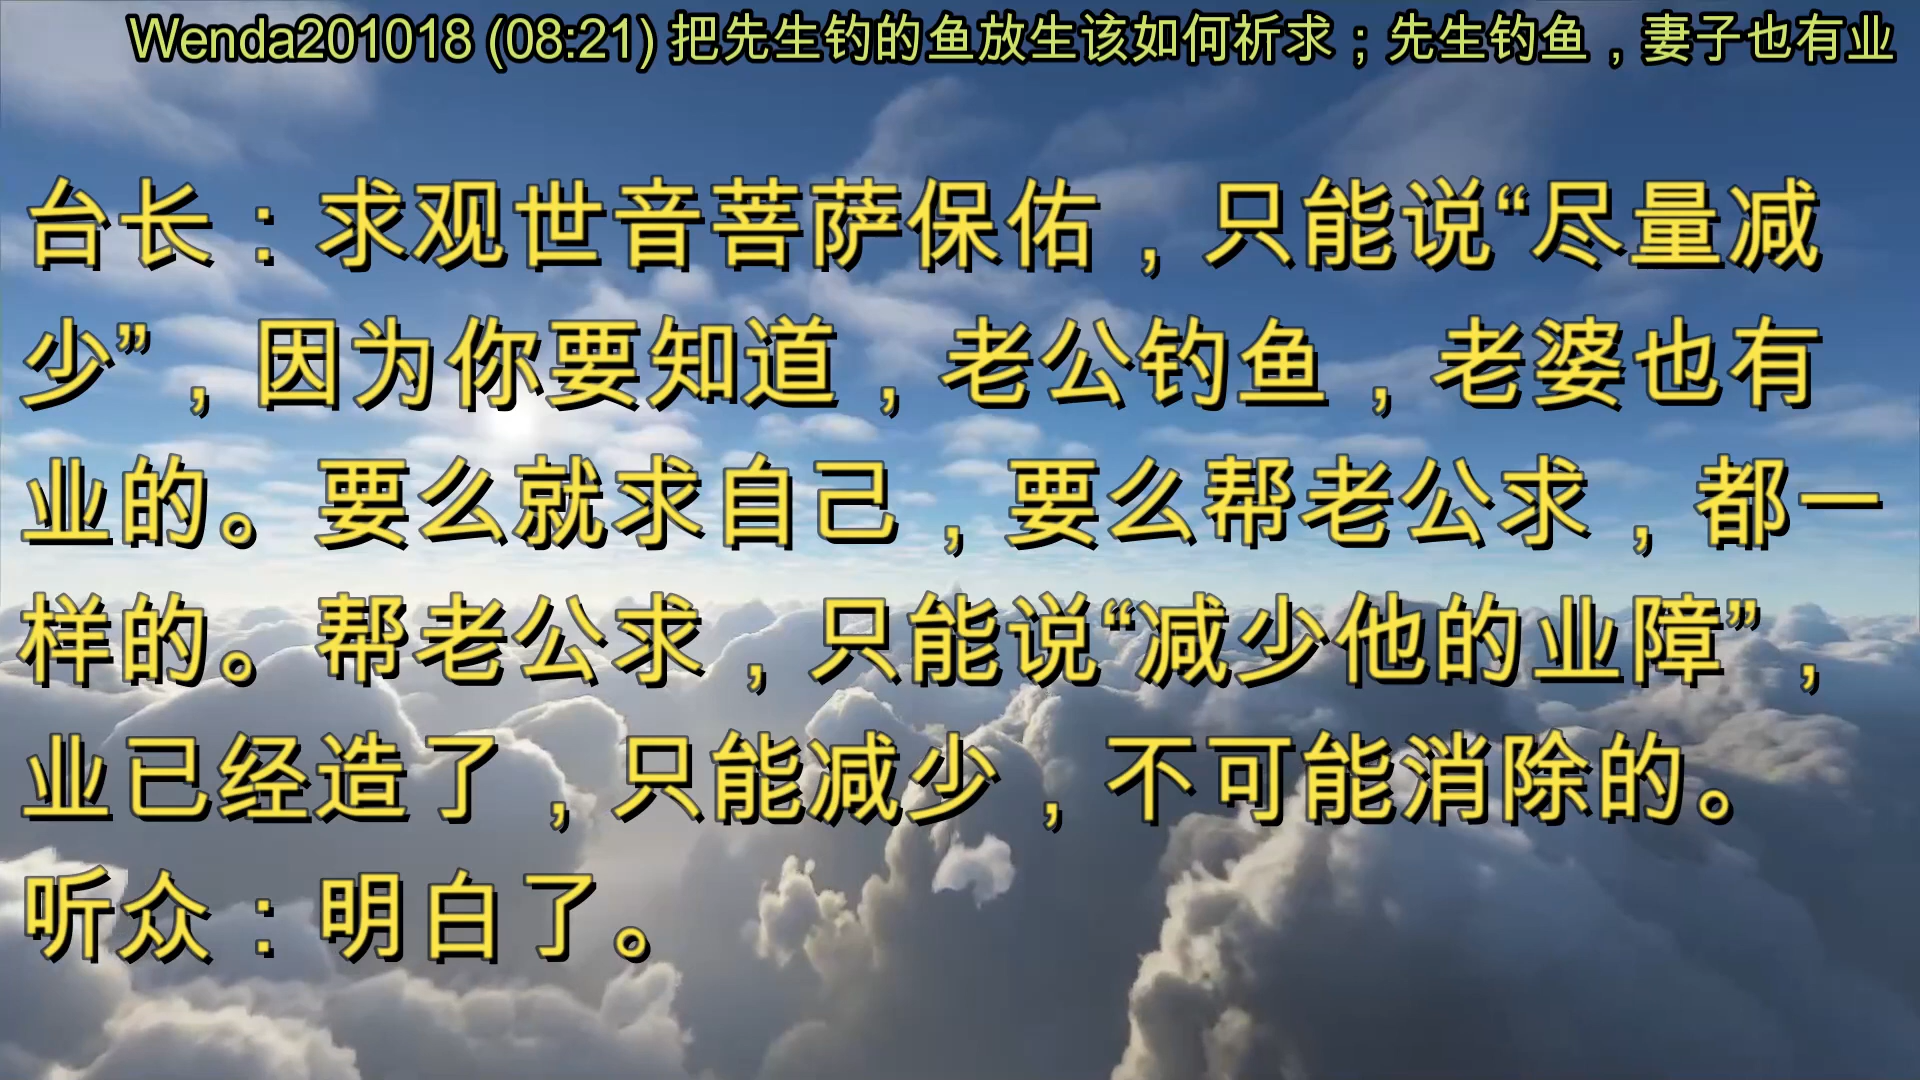 Wenda201018 (08:21) 把先生钓的鱼放生该如何祈求；先生钓鱼，妻子也有业
台长：求观世音菩萨保佑，只能说“尽量减
少”，因为你要知道，老公钓鱼，老婆也有
业的。要么就求自己，要么帮老公求，都一
样的。帮老公求，只能说“减少他的业障”，
业已经造了，只能减少，不可能消除的。
听众：明白了。